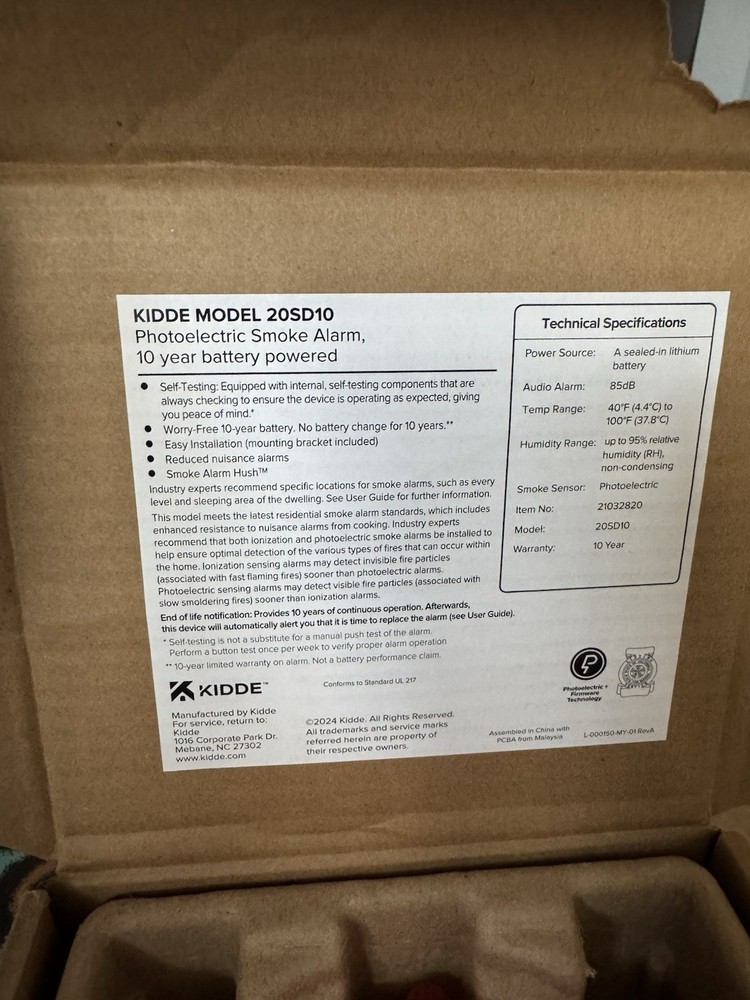 KIDDE MODEL 20SD10
Photoelectric Smoke Alarm,
10 year battery powered
● Self-Testing: Equipped with internal, self-testing components that are
always checking to ensure the device is operating as expected, giving
you peace of mind.*
● Worry-Free 10-year battery. No battery change for 10 years.**
● Easy Installation (mounting bracket included)
● Reduced nuisance alarms
● Smoke Alarm Hush™
Industry experts recommend specific locations for smoke alarms, such as every
level and sleeping area of the dwelling. See User Guide for further information.
This model meets the latest residential smoke alarm standards, which includes
enhanced resistance to nuisance alarms from cooking. Industry experts
recommend that both ionization and photoelectric smoke alarms be installed to
help ensure optimal detection of the various types of fires that can occur within
the home. Ionization sensing alarms may detect invisible fire particles
(associated with fast flaming fires) sooner than photoelectric alarms.
Photoelectric sensing alarms may detect visible fire particles (associated with
slow smoldering fires) sooner than ionization alarms.
End of life notification: Provides 10 years of continuous operation. Afterwards,
this device will automatically alert you that it is time to replace the alarm (see User Guide).
* Self-testing is not a substitute for a manual push test of the alarm.
Perform a button test once per week to verify proper alarm operation
** 10-year limited warranty on alarm. Not a battery performance claim.
KIDDE™
Conforms to Standard UL 217
Manufactured by Kidde
For service, return to:
Kidde
1016 Corporate Park Dr.
Mebane, NC 27302
www.kidde.com
©2024 Kidde. All Rights Reserved.
All trademarks and service marks
referred herein are property of
their respective owners.
Technical Specifications
Power Source: A sealed-in lithium
battery
Audio Alarm: 85dB
Temp Range: 40°F (4.4°C) to
100°F (37.8°C)
Humidity Range: up to 95% relative
humidity (RH),
non-condensing
Smoke Sensor: Photoelectric
Item No: 21032820
Model: 20SD10
Warranty: 10 Year
P
Photoelectric +
Firmware
Technology
Assembled in China with
PCBA from Malaysia
L-000150-MY-01 RevA